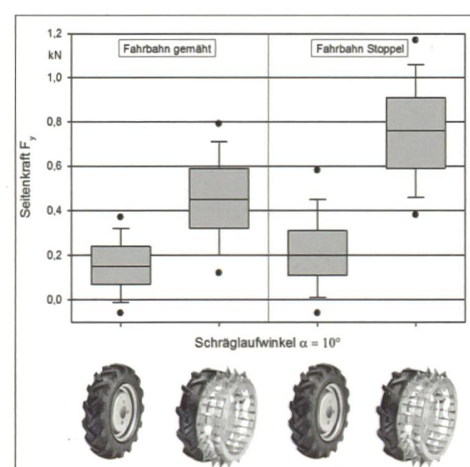 1,2
kN
Fahrbahn gemäht
Fahrbahn Stoppel
1,0
0,8
0,6
0,4
0,2
0,0
Seitenkraft Fy
Schräglaufwinkel α = 10°